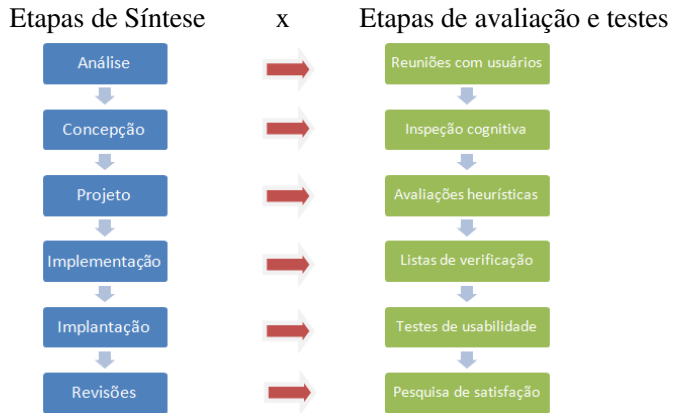 Etapas de Síntese x Etapas de avaliação e testes
Análise Reuniões com usuários
Concepção Inspeção cognitiva
Projeto Avaliações heurísticas
Implementação Listas de verificação
Implantação Testes de usabilidade
Revisões Pesquisa de satisfação